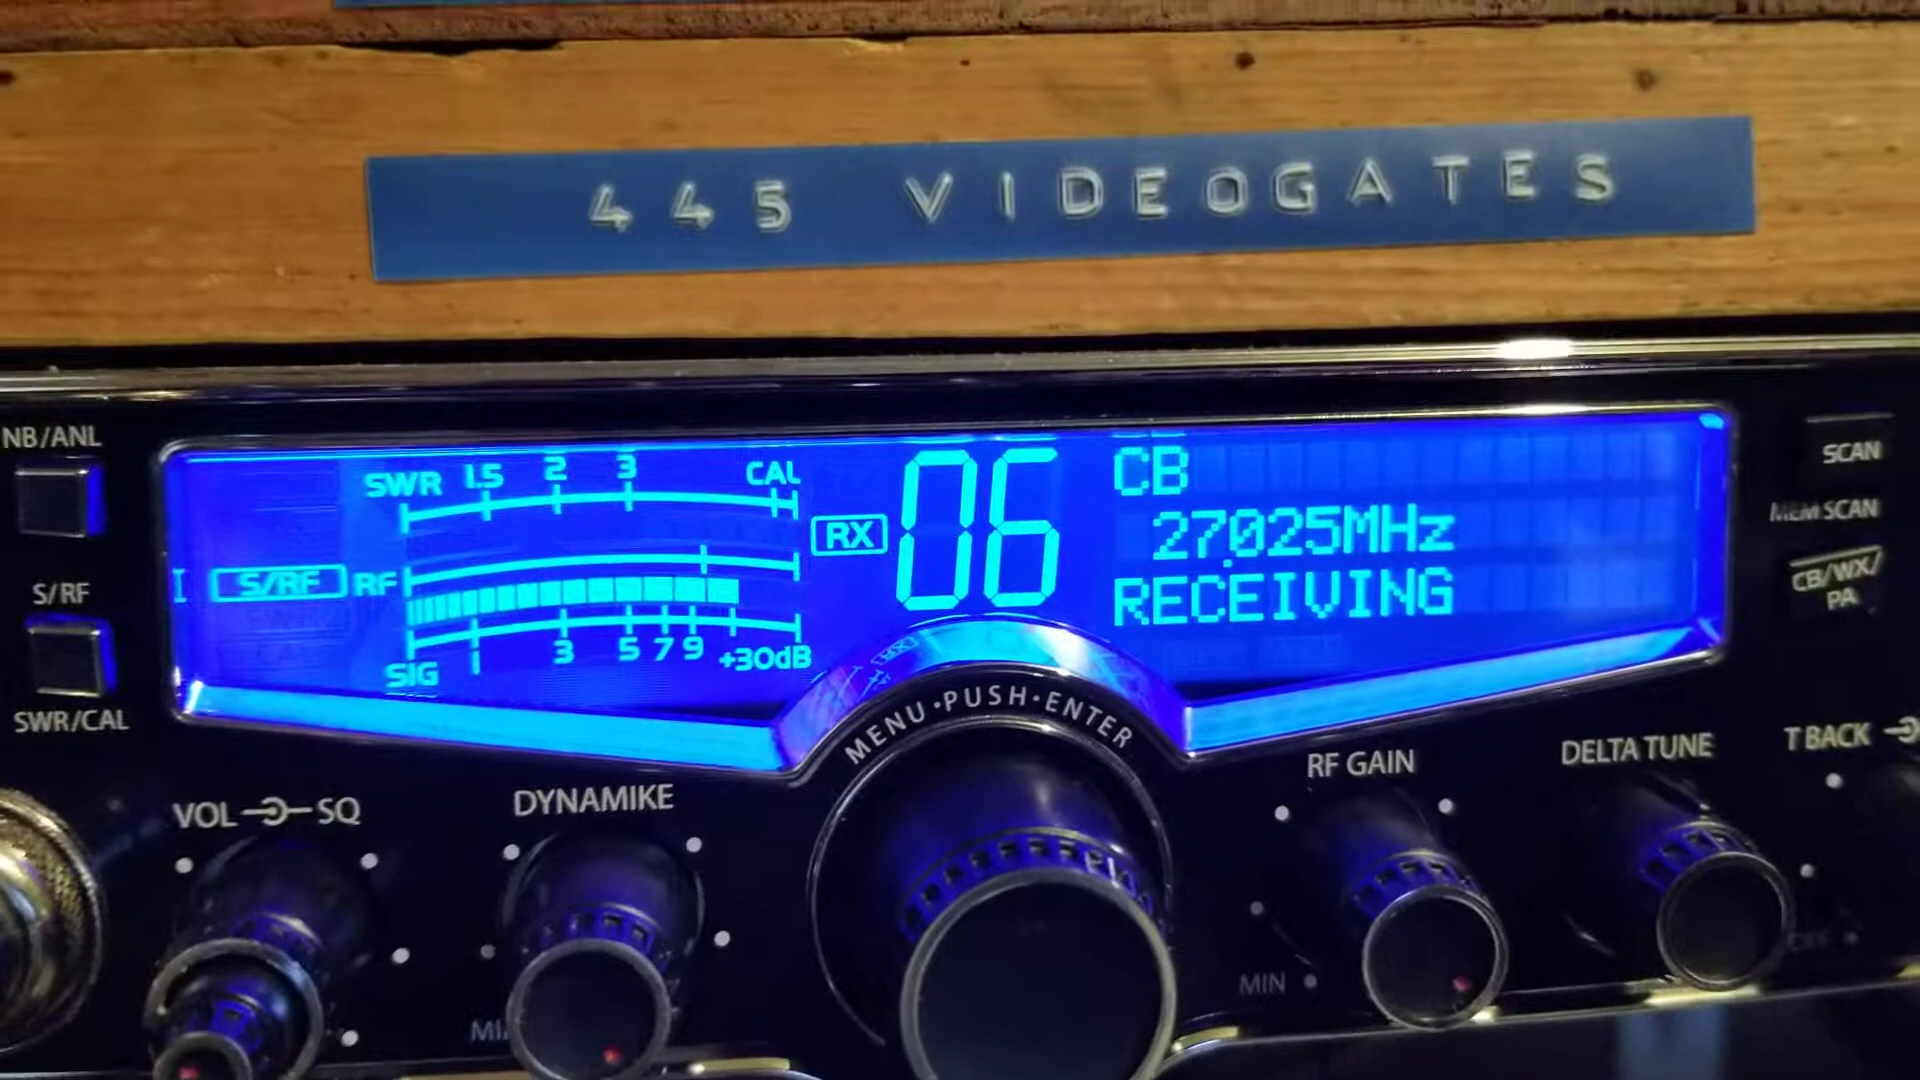 445 VIDEOGATES
NB/ANL
S/RF
SWR/CAL
SWR 1.5 2 3 CAL
S/RF RF
SIG 1 3 5 7 9 +30dB
RX
06
CB
27.025MHz
RECEIVING
SCAN
MEM SCAN
CB/WX/
PA
MENU•PUSH•ENTER
VOL SQ
DYNAMIKE
RF GAIN
MIN
DELTA TUNE
T BACK
OFF